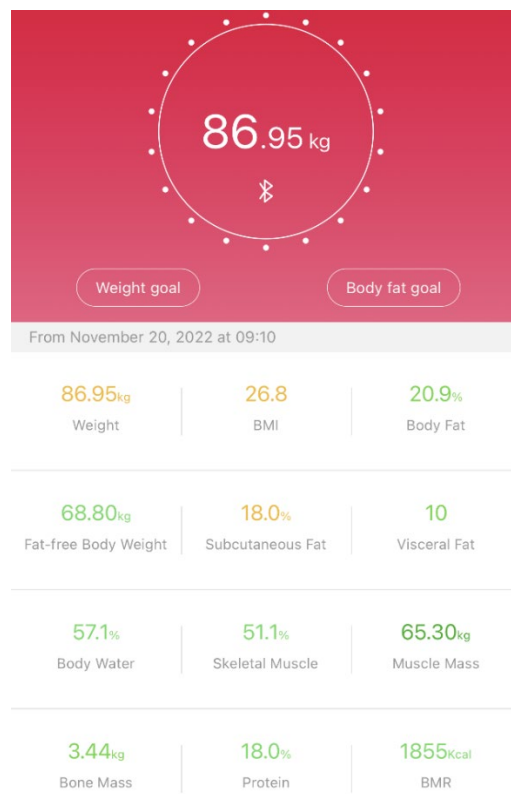 86.95 kg
Weight goal Body fat goal
From November 20, 2022 at 09:10
86.95kg 26.8 20.9%
Weight BMI Body Fat
68.80kg 18.0% 10
Fat-free Body Weight Subcutaneous Fat Visceral Fat
57.1% 51.1% 65.30kg
Body Water Skeletal Muscle Muscle Mass
3.44kg 18.0% 1855Kcal
Bone Mass Protein BMR